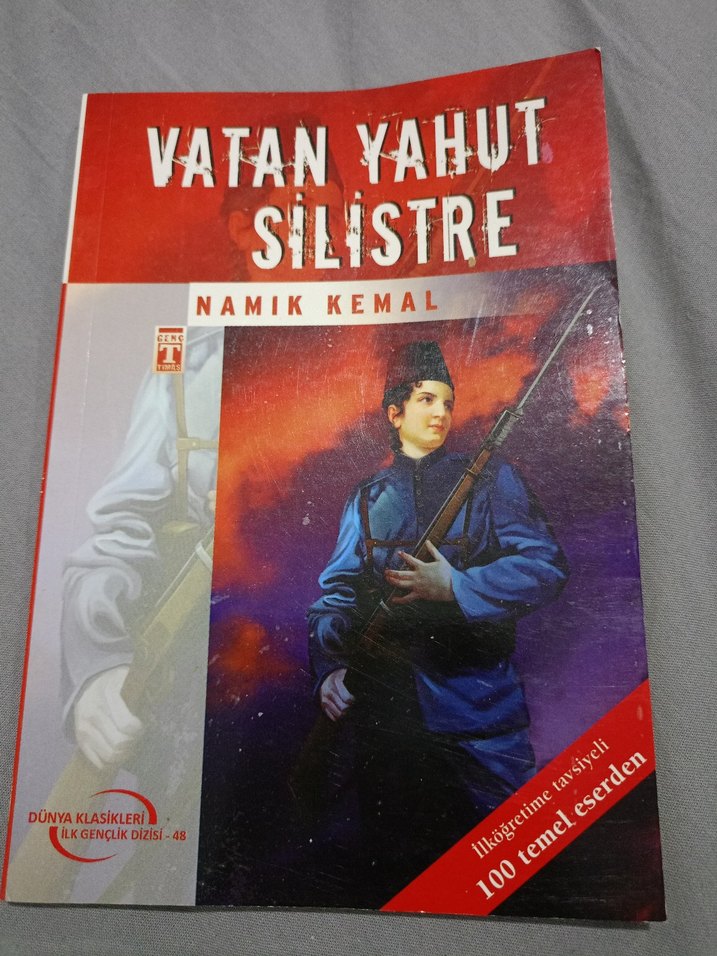 VATAN YAHUT
SİLİSTRE
NAMIK KEMAL
GENÇ
T
TİMAŞ
DÜNYA KLASİKLERİ
İLK GENÇLİK DİZİSİ - 48
İlköğretime tavsiyeli
100 temel eserden